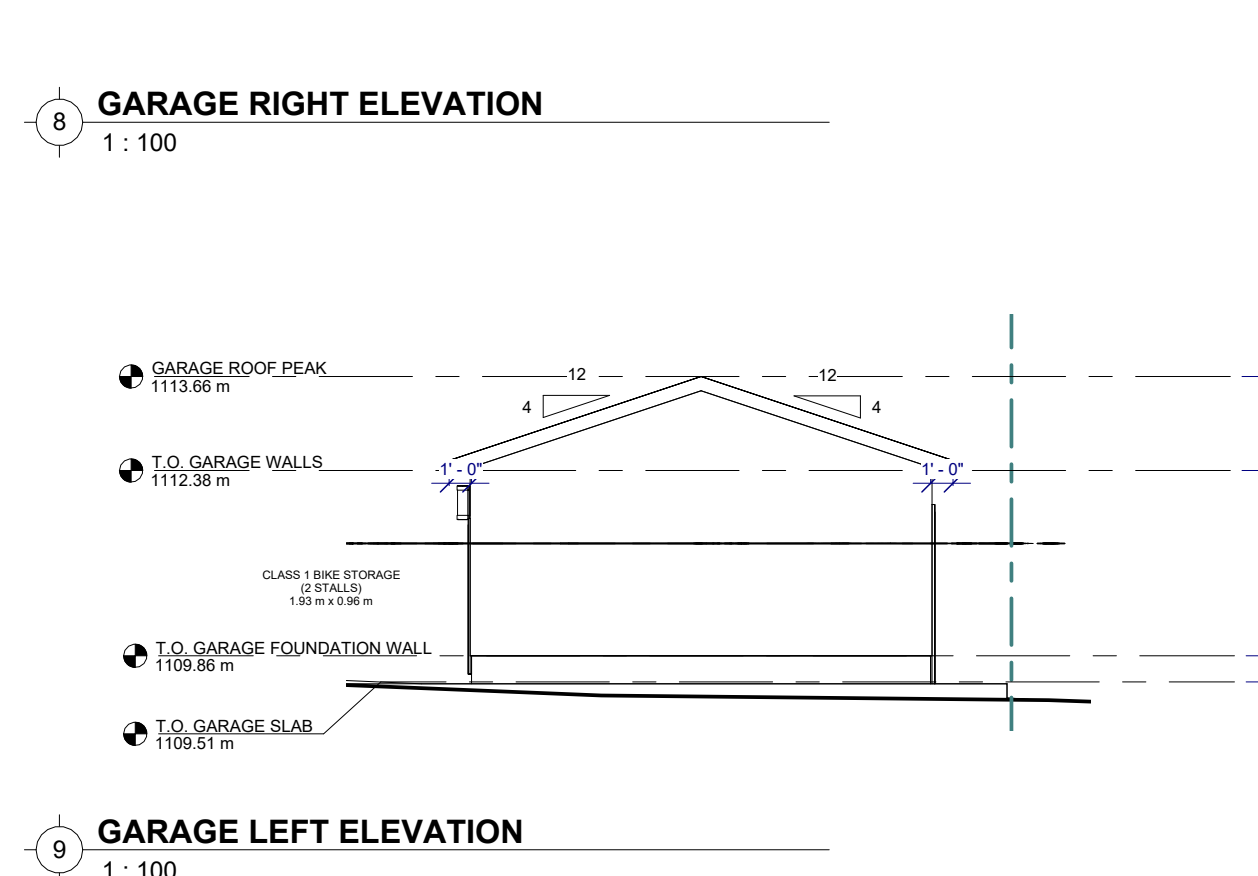 8
GARAGE RIGHT ELEVATION
1 : 100
GARAGE ROOF PEAK
1113.66 m
12
12
4
4
T.O. GARAGE WALLS
1112.38 m
1' - 0"
1' - 0"
CLASS 1 BIKE STORAGE
(2 STALLS)
1.93 m x 0.96 m
T.O. GARAGE FOUNDATION WALL
1109.86 m
T.O. GARAGE SLAB
1109.51 m
9
GARAGE LEFT ELEVATION
1 : 100